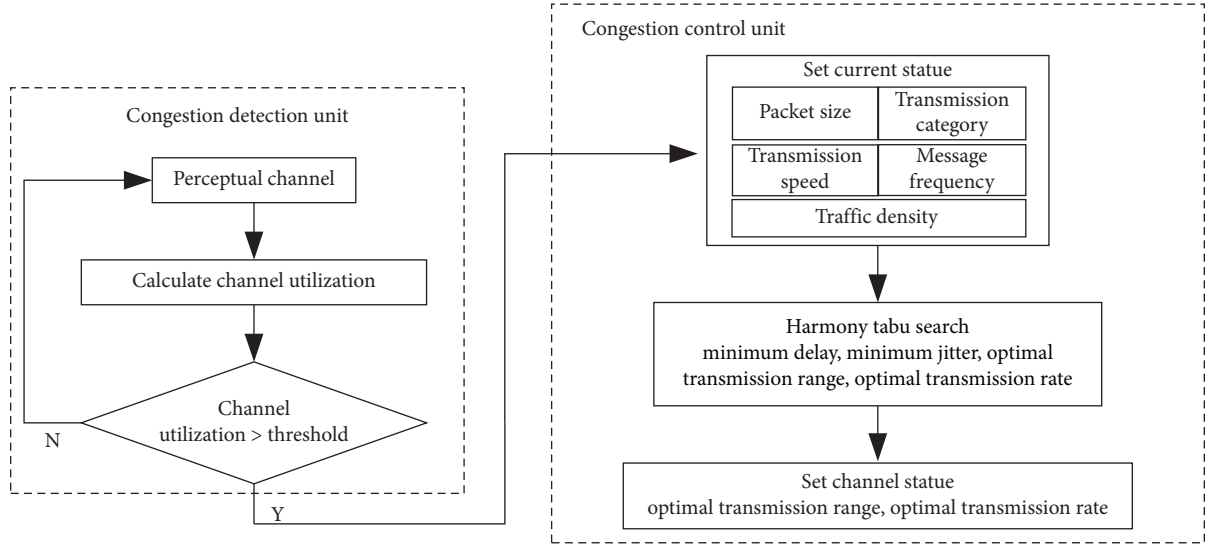 Congestion detection unit
Perceptual channel
Calculate channel utilization
Channel
utilization > threshold
N
Y
Congestion control unit
Set current statue
Packet size
Transmission
category
Transmission
speed
Message
frequency
Traffic density
Harmony tabu search
minimum delay, minimum jitter, optimal
transmission range, optimal transmission rate
Set channel statue
optimal transmission range, optimal transmission rate